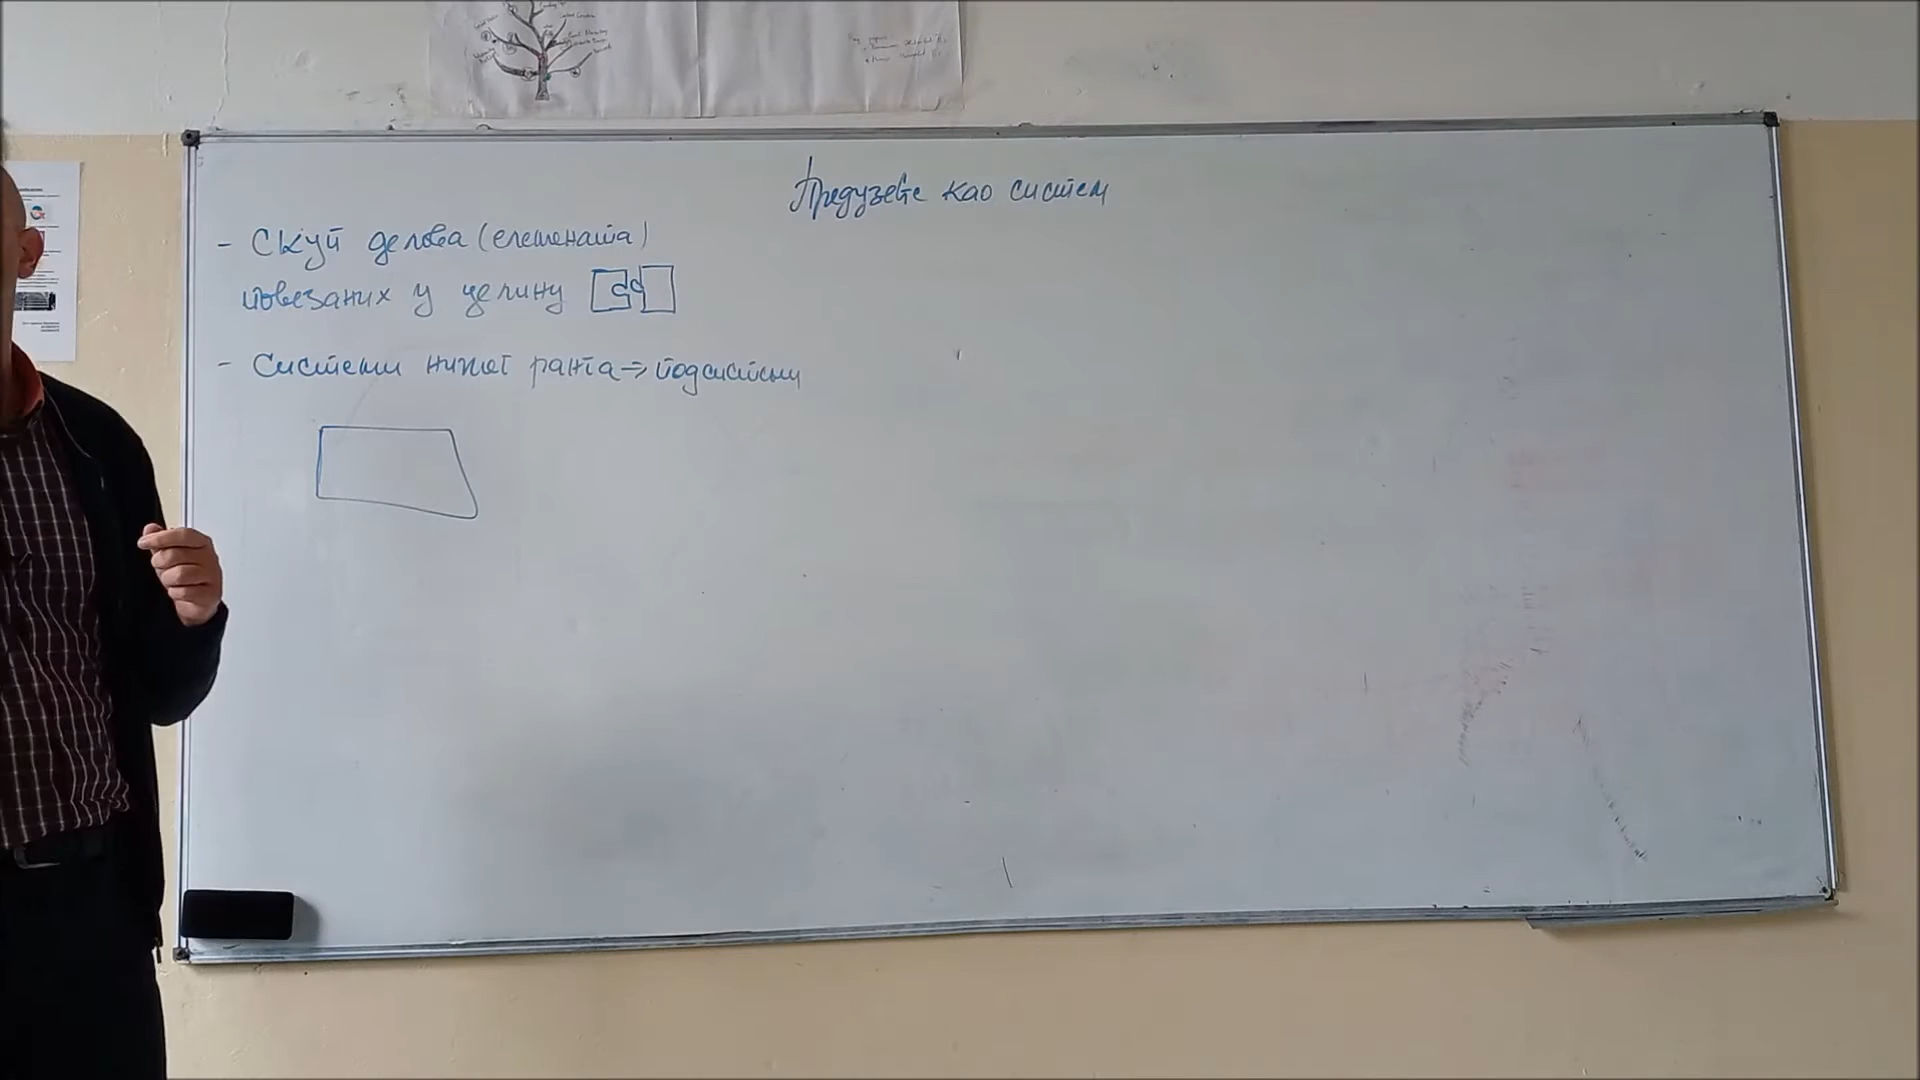 Предузеће као систем
- Скуп делова (елемената)
повезаних у целину
- Системи нижег ранга => подсистеми